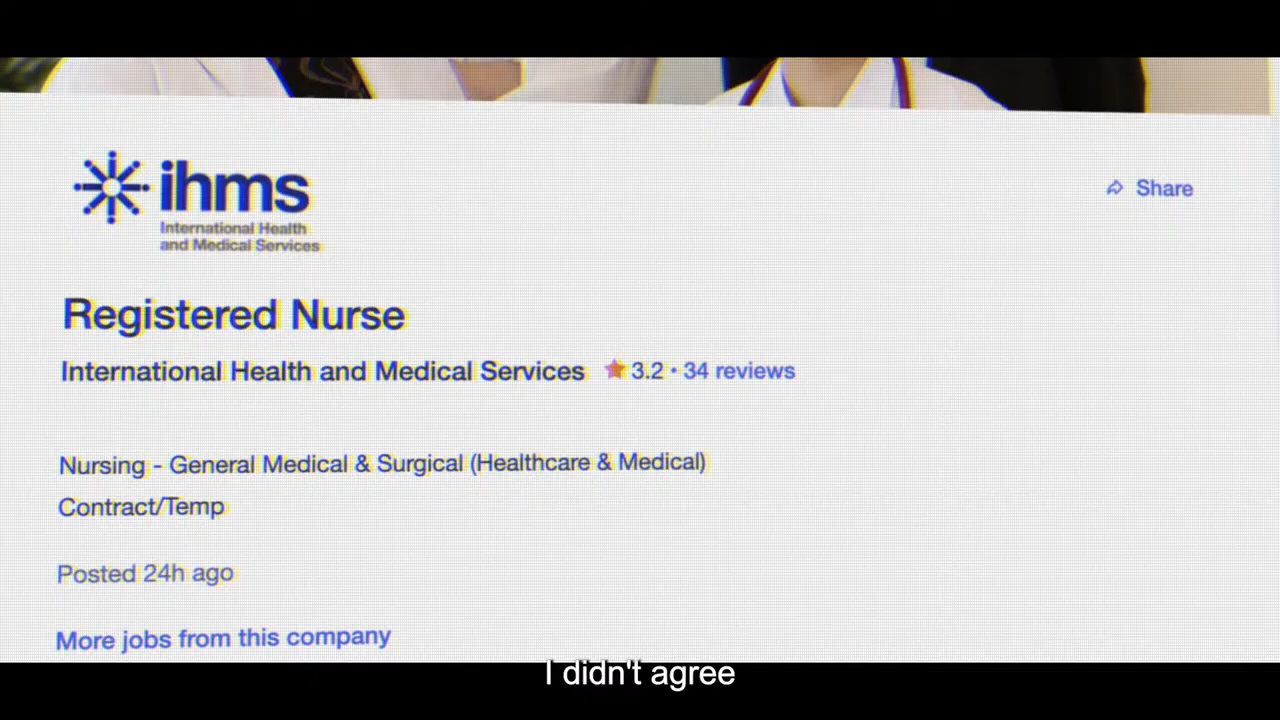 ihms
International Health
and Medical Services
Share
Registered Nurse
International Health and Medical Services 3.2 • 34 reviews
Nursing - General Medical & Surgical (Healthcare & Medical)
Contract/Temp
Posted 24h ago
More jobs from this company
I didn't agree